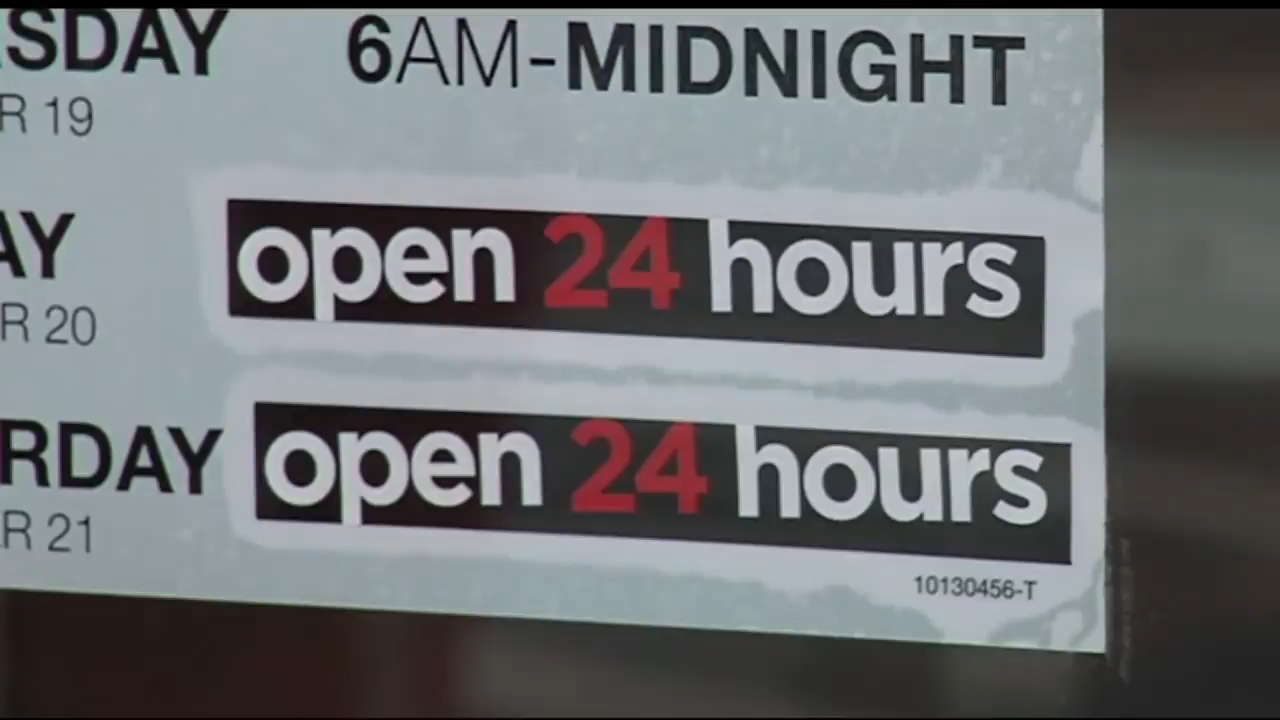 SDAY 6AM-MIDNIGHT
R 19
AY open 24 hours
R 20
RDAY open 24 hours
R 21
10130456-T